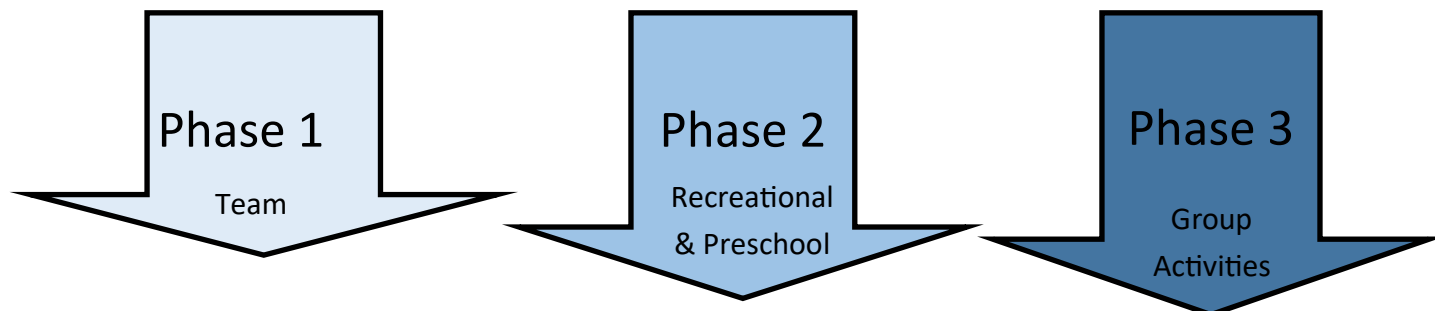 Phase 1
Team
Phase 2
Recreational
& Preschool
Phase 3
Group
Activities